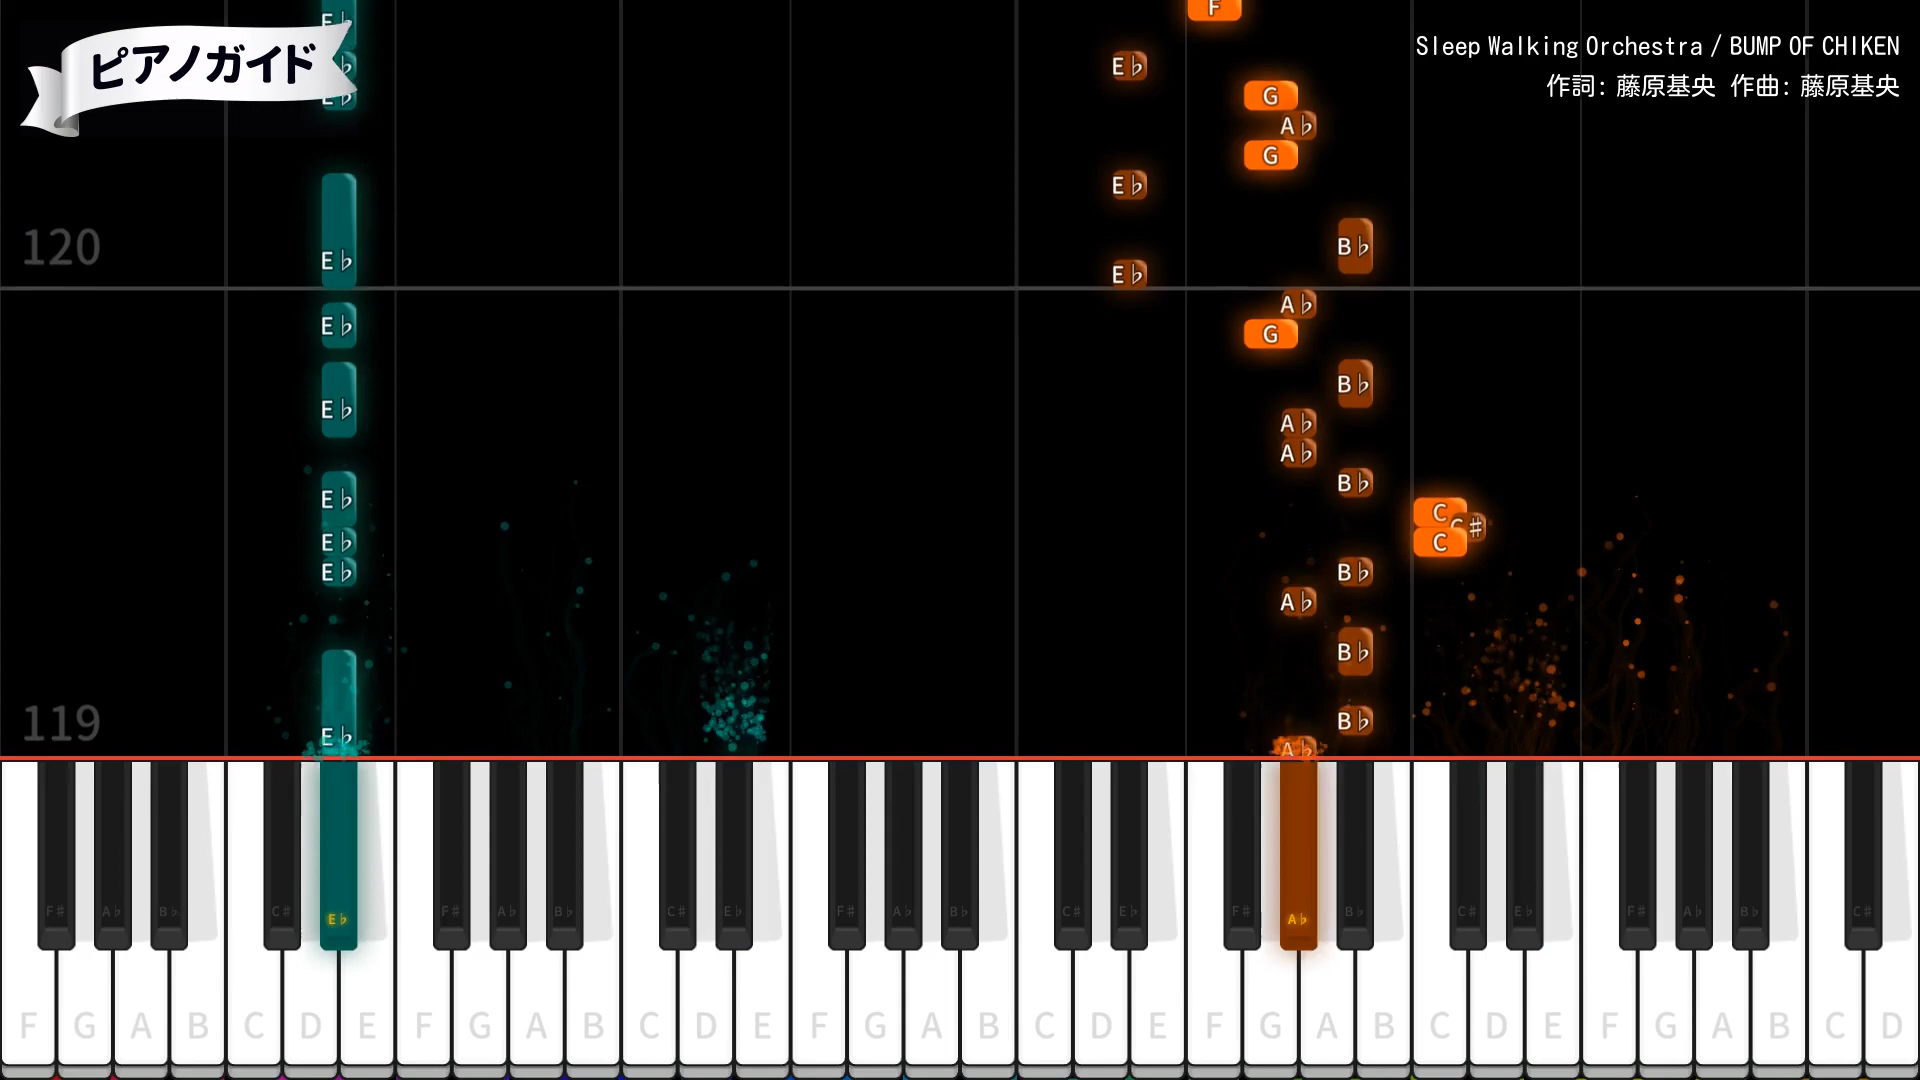 ピアノガイド
Sleep Walking Orchestra / BUMP OF CHIKEN
作詞: 藤原基央 作曲: 藤原基央
F
E♭
E♭
G
E♭
A♭
G
E♭
120
B♭
E♭
E♭
A♭
E♭
G
B♭
E♭
A♭
A♭
B♭
E♭
C
C♯
E♭
C
E♭
B♭
A♭
B♭
119
B♭
E♭
A♭
F♯ A♭ B♭ C♯ E♭ F♯ A♭ B♭ C♯ E♭ F♯ A♭ B♭ C♯ E♭ F♯ A♭ B♭ C♯ E♭ F♯ A♭ B♭ C♯
F G A B C D E F G A B C D E F G A B C D E F G A B C D E F G A B C D